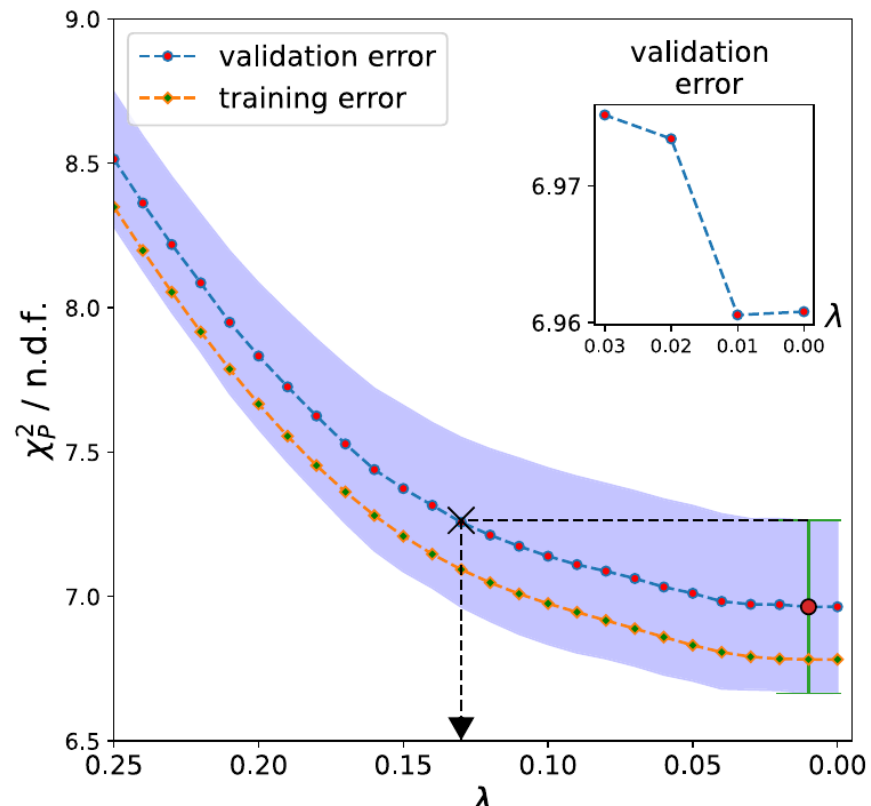 validation error
training error
χ²_P / n.d.f.
9.0
8.5
8.0
7.5
7.0
6.5
0.25
0.20
0.15
0.10
0.05
0.00
λ
validation
error
6.97
6.96
0.03
0.02
0.01
0.00
λ